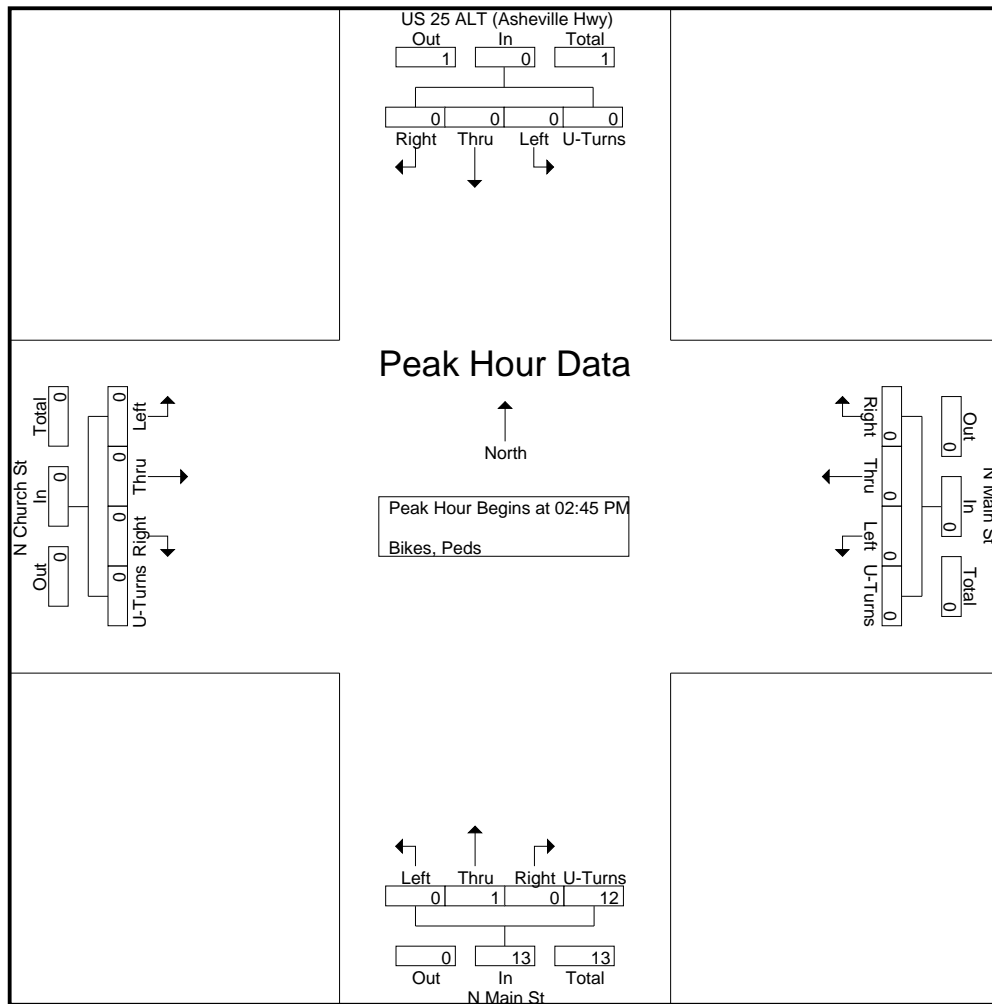 US 25 ALT (Asheville Hwy)
Out In Total
1 0 1
0 0 0 0
Right Thru Left U-Turns
Peak Hour Data
North
Peak Hour Begins at 02:45 PM
Bikes, Peds
N Church St
Total In Out
0 0 0
0 0 0 0
Left Thru Right U-Turns
Right Thru Left U-Turns
0 0 0 0
Out In Total
0 0 0
N Main St
Left Thru Right U-Turns
0 1 0 12
0 13 13
Out In Total
N Main St